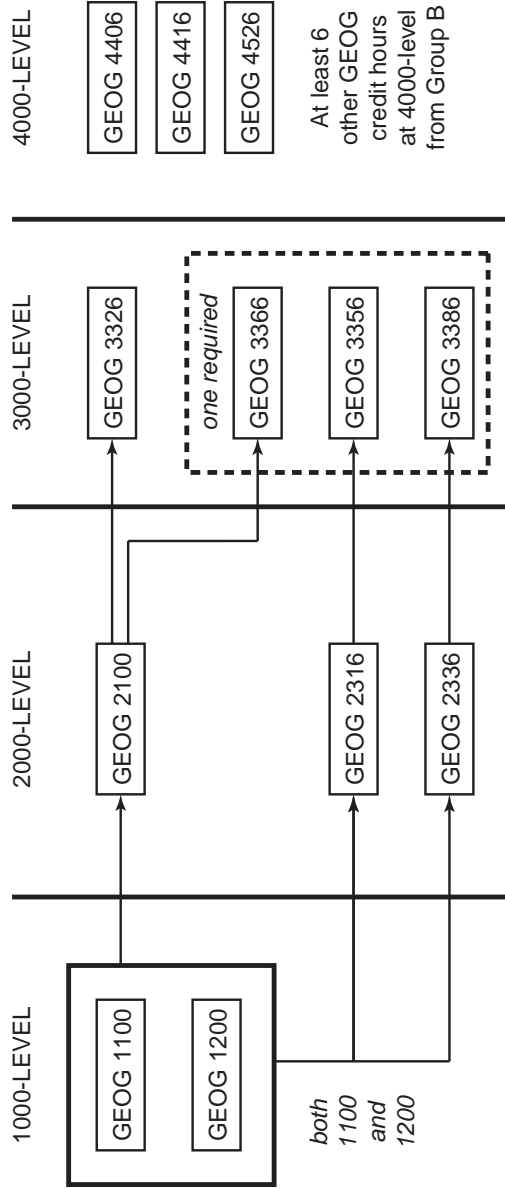 1000-LEVEL
GEOG 1100
GEOG 1200
both
1100
and
1200
2000-LEVEL
GEOG 2100
GEOG 2316
GEOG 2336
3000-LEVEL
GEOG 3326
one required
GEOG 3366
GEOG 3356
GEOG 3386
4000-LEVEL
GEOG 4406
GEOG 4416
GEOG 4526
At least 6
other GEOG
credit hours
at 4000-level
from Group B